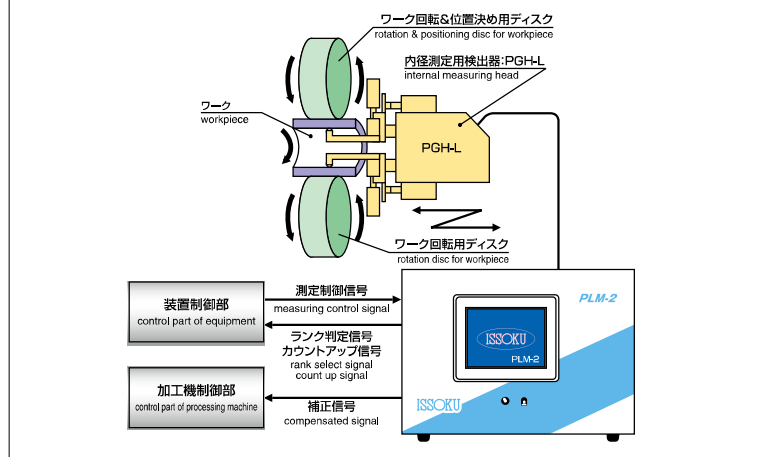 ワーク回転&位置決め用ディスク
rotation & positioning disc for workpiece
内径測定用検出器:PGH-L
internal measuring head
ワーク
workpiece
PGH-L
ワーク回転用ディスク
rotation disc for workpiece
測定制御信号
measuring control signal
装置制御部
control part of equipment
ランク判定信号
カウントアップ信号
rank select signal
count up signal
加工機制御部
control part of processing machine
補正信号
compensated signal
PLM-2
ISSOKU
PLM-2
ISSOKU